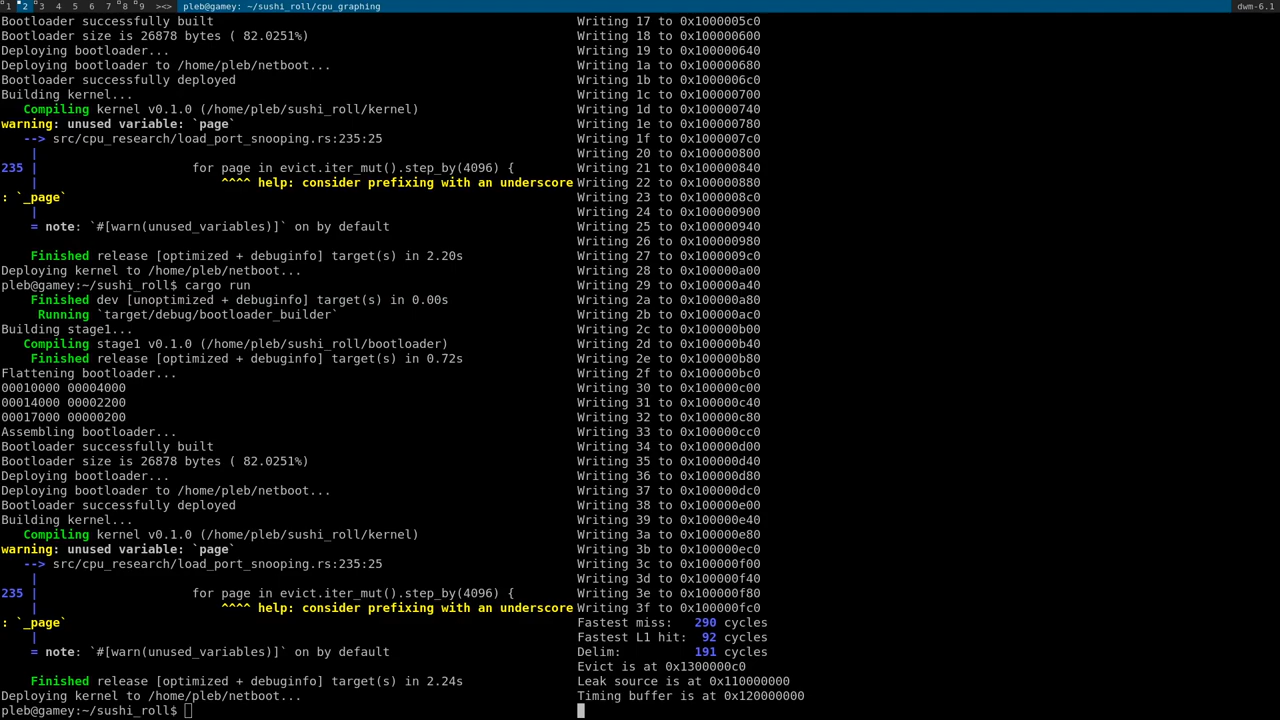 1 2 3 4 5 6 7 8 9 ><> pleb@gamey: ~/sushi_roll/cpu_graphing dwm-6.1
Bootloader successfully built
Bootloader size is 26878 bytes ( 82.0251%)
Deploying bootloader...
Deploying bootloader to /home/pleb/netboot...
Bootloader successfully deployed
Building kernel...
   Compiling kernel v0.1.0 (/home/pleb/sushi_roll/kernel)
warning: unused variable: `page`
   --> src/cpu_research/load_port_snooping.rs:235:25
    |
235 |                     for page in evict.iter_mut().step_by(4096) {
    |                         ^^^^ help: consider prefixing with an underscore
: `_page`
    |
    = note: `#[warn(unused_variables)]` on by default
    Finished release [optimized + debuginfo] target(s) in 2.20s
Deploying kernel to /home/pleb/netboot...
pleb@gamey:~/sushi_roll$ cargo run
    Finished dev [unoptimized + debuginfo] target(s) in 0.00s
     Running `target/debug/bootloader_builder`
Building stage1...
   Compiling stage1 v0.1.0 (/home/pleb/sushi_roll/bootloader)
    Finished release [optimized + debuginfo] target(s) in 0.72s
Flattening bootloader...
00010000 00004000
00014000 00002200
00017000 00000200
Assembling bootloader...
Bootloader successfully built
Bootloader size is 26878 bytes ( 82.0251%)
Deploying bootloader...
Deploying bootloader to /home/pleb/netboot...
Bootloader successfully deployed
Building kernel...
   Compiling kernel v0.1.0 (/home/pleb/sushi_roll/kernel)
warning: unused variable: `page`
   --> src/cpu_research/load_port_snooping.rs:235:25
    |
235 |                     for page in evict.iter_mut().step_by(4096) {
    |                         ^^^^ help: consider prefixing with an underscore
: `_page`
    |
    = note: `#[warn(unused_variables)]` on by default
    Finished release [optimized + debuginfo] target(s) in 2.24s
Deploying kernel to /home/pleb/netboot...
pleb@gamey:~/sushi_roll$
Writing 17 to 0x1000005c0
Writing 18 to 0x100000600
Writing 19 to 0x100000640
Writing 1a to 0x100000680
Writing 1b to 0x1000006c0
Writing 1c to 0x100000700
Writing 1d to 0x100000740
Writing 1e to 0x100000780
Writing 1f to 0x1000007c0
Writing 20 to 0x100000800
Writing 21 to 0x100000840
Writing 22 to 0x100000880
Writing 23 to 0x1000008c0
Writing 24 to 0x100000900
Writing 25 to 0x100000940
Writing 26 to 0x100000980
Writing 27 to 0x1000009c0
Writing 28 to 0x100000a00
Writing 29 to 0x100000a40
Writing 2a to 0x100000a80
Writing 2b to 0x100000ac0
Writing 2c to 0x100000b00
Writing 2d to 0x100000b40
Writing 2e to 0x100000b80
Writing 2f to 0x100000bc0
Writing 30 to 0x100000c00
Writing 31 to 0x100000c40
Writing 32 to 0x100000c80
Writing 33 to 0x100000cc0
Writing 34 to 0x100000d00
Writing 35 to 0x100000d40
Writing 36 to 0x100000d80
Writing 37 to 0x100000dc0
Writing 38 to 0x100000e00
Writing 39 to 0x100000e40
Writing 3a to 0x100000e80
Writing 3b to 0x100000ec0
Writing 3c to 0x100000f00
Writing 3d to 0x100000f40
Writing 3e to 0x100000f80
Writing 3f to 0x100000fc0
Fastest miss:   290 cycles
Fastest L1 hit:  92 cycles
Delim:          191 cycles
Evict is at 0x1300000c0
Leak source is at 0x110000000
Timing buffer is at 0x120000000